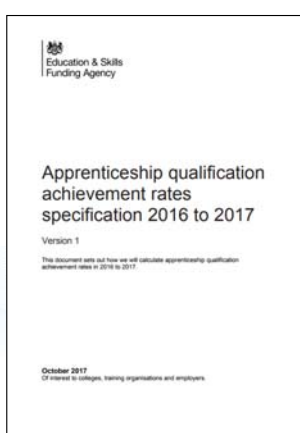 Education & Skills
Funding Agency
Apprenticeship qualification
achievement rates
specification 2016 to 2017
Version 1
This document sets out how we will calculate apprenticeship qualification
achievement rates in 2016 to 2017.
October 2017
Of interest to colleges, training organisations and employers.